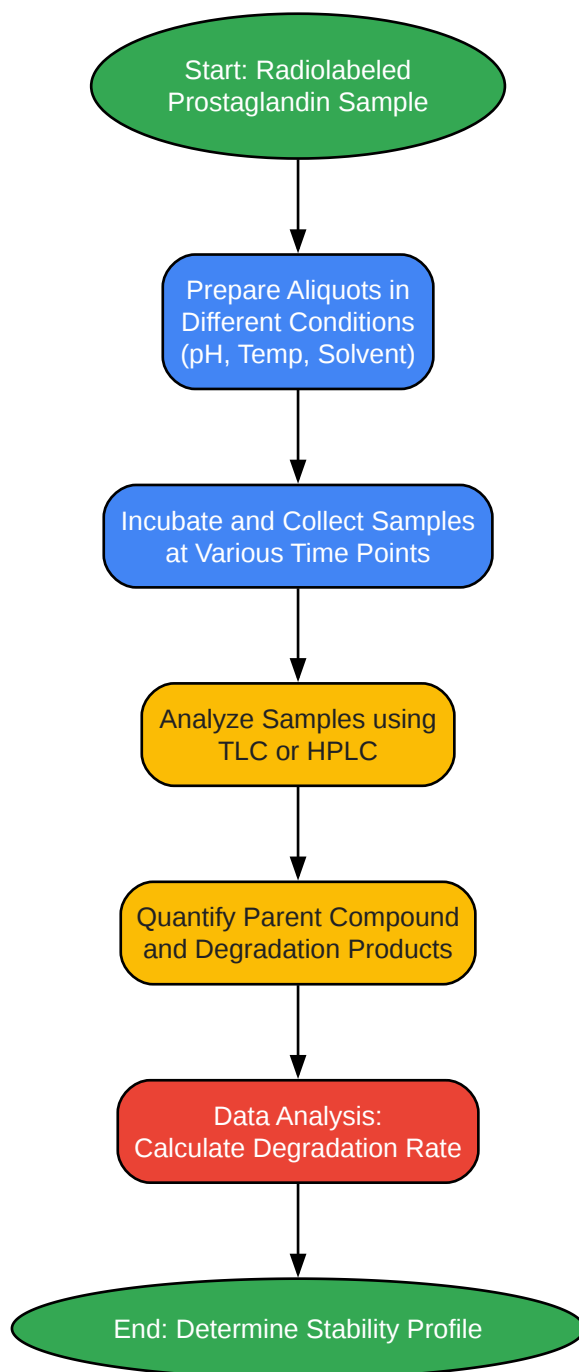 Start: Radiolabeled
Prostaglandin Sample
Prepare Aliquots in
Different Conditions
(pH, Temp, Solvent)
Incubate and Collect Samples
at Various Time Points
Analyze Samples using
TLC or HPLC
Quantify Parent Compound
and Degradation Products
Data Analysis:
Calculate Degradation Rate
End: Determine Stability Profile